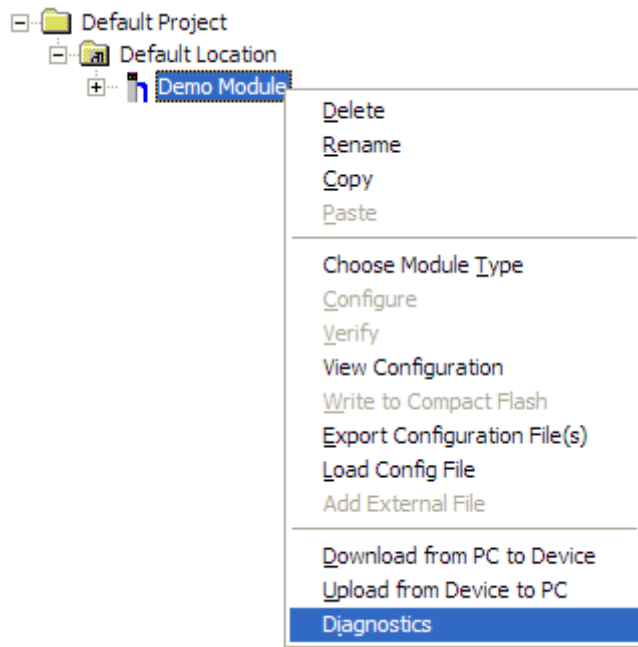 Default Project
Default Location
Demo Module
Delete
Rename
Copy
Paste
Choose Module Type
Configure
Verify
View Configuration
Write to Compact Flash
Export Configuration File(s)
Load Config File
Add External File
Download from PC to Device
Upload from Device to PC
Diagnostics